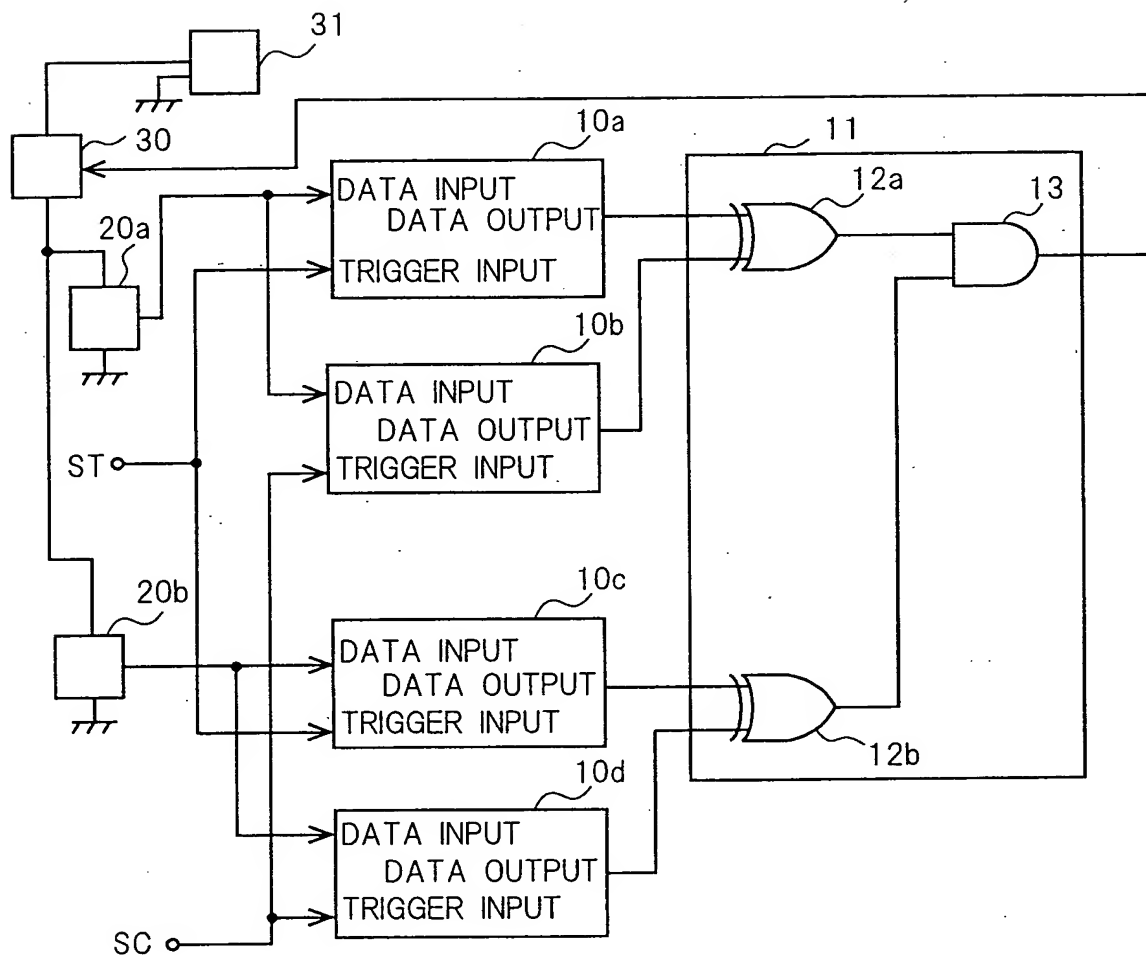 31
30
10a
11
DATA INPUT
DATA OUTPUT
TRIGGER INPUT
12a
13
20a
10b
DATA INPUT
DATA OUTPUT
TRIGGER INPUT
ST
20b
10c
DATA INPUT
DATA OUTPUT
TRIGGER INPUT
12b
10d
DATA INPUT
DATA OUTPUT
TRIGGER INPUT
SC